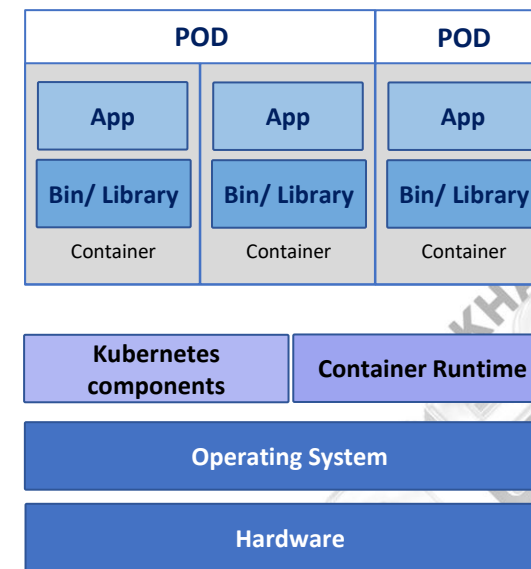 POD POD
App App App
Bin/ Library Bin/ Library Bin/ Library
Container Container Container
Kubernetes
components
Container Runtime
Operating System
Hardware